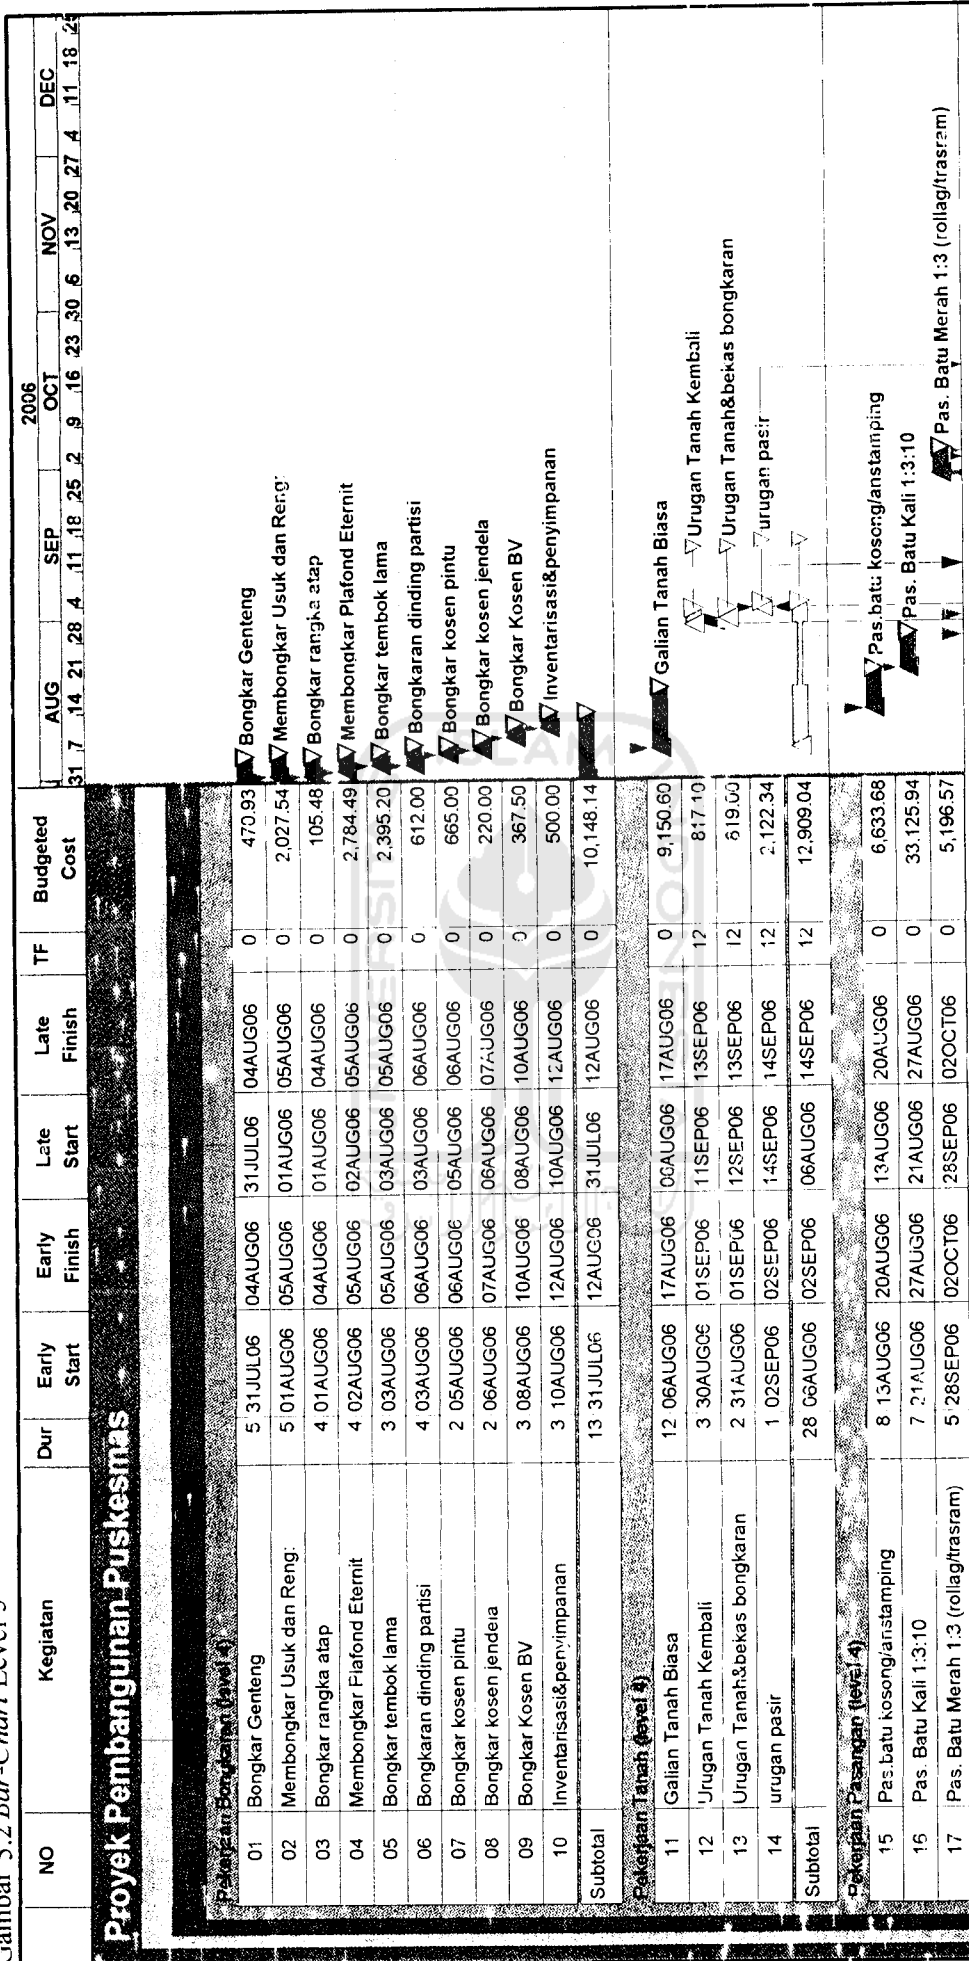 Gambar 5.2 Bar-Chart Level 5
NO Kegiatan Dur Early Start Early Finish Late Start Late Finish TF Budgeted Cost
2006
AUG SEP OCT NOV DEC
31 7 14 21 28 4 11 18 25 2 9 16 23 30 6 13 20 27 4 11 18 25
Proyek Pembangunan Puskesmas
Pekerjaan Bongkaran (level 4)
01 Bongkar Genteng 5 31JUL06 04AUG06 31JUL06 04AUG06 0 470.93 Bongkar Genteng
02 Membongkar Usuk dan Reng: 5 01AUG06 05AUG06 01AUG06 05AUG06 0 2,027.54 Membongkar Usuk dan Reng:
03 Bongkar rangka atap 4 01AUG06 04AUG06 01AUG06 04AUG06 0 105.48 Bongkar rangka atap
04 Membongkar Plafond Eternit 4 02AUG06 05AUG06 02AUG06 05AUG06 0 2,784.49 Membongkar Plafond Eternit
05 Bongkar tembok lama 3 03AUG06 05AUG06 03AUG06 05AUG06 0 2,395.20 Bongkar tembok lama
06 Bongkaran dinding partisi 4 03AUG06 06AUG06 03AUG06 06AUG06 0 612.00 Bongkaran dinding partisi
07 Bongkar kosen pintu 2 05AUG06 06AUG06 05AUG06 06AUG06 0 665.00 Bongkar kosen pintu
08 Bongkar kosen jendela 2 06AUG06 07AUG06 06AUG06 07AUG06 0 220.00 Bongkar kosen jendela
09 Bongkar Kosen BV 3 08AUG06 10AUG06 08AUG06 10AUG06 0 367.50 Bongkar Kosen BV
10 Inventarisasi&penyimpanan 3 10AUG06 12AUG06 10AUG06 12AUG06 0 500.00 Inventarisasi&penyimpanan
Subtotal 13 31JUL06 12AUG06 31JUL06 12AUG06 0 10,148.14
Pekerjaan Tanah (level 4)
11 Galian Tanah Biasa 12 06AUG06 17AUG06 06AUG06 17AUG06 0 9,150.60 Galian Tanah Biasa
12 Urugan Tanah Kembali 3 30AUG06 01SEP06 11SEP06 13SEP06 12 817.10 Urugan Tanah Kembali
13 Urugan Tanah&bekas bongkaran 2 31AUG06 01SEP06 12SEP06 13SEP06 12 819.00 Urugan Tanah&bekas bongkaran
14 urugan pasir 1 02SEP06 02SEP06 14SEP06 14SEP06 12 2,122.34 urugan pasir
Subtotal 28 06AUG06 02SEP06 06AUG06 14SEP06 12 12,909.04
Pekerjaan Pasangan (level 4)
15 Pas.batu kosong/anstamping 8 13AUG06 20AUG06 13AUG06 20AUG06 0 6,633.68 Pas.batu kosong/anstamping
16 Pas. Batu Kali 1:3:10 7 21AUG06 27AUG06 21AUG06 27AUG06 0 33,125.94 Pas. Batu Kali 1:3:10
17 Pas. Batu Merah 1:3 (rollag/trasram) 5 28SEP06 02OCT06 28SEP06 02OCT06 0 5,196.57 Pas. Batu Merah 1:3 (rollag/trasram)
UNIVERSITAS ISLAM INDONESIA